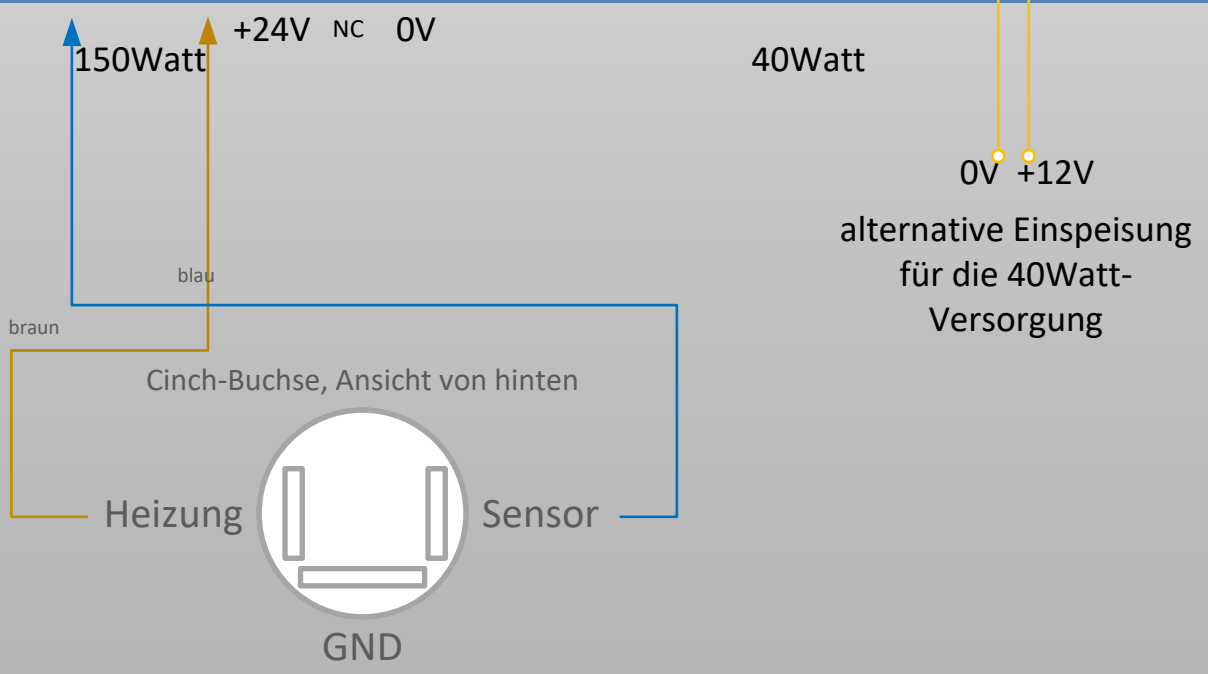 +24V NC 0V
150Watt
40Watt
0V +12V
alternative Einspeisung
für die 40Watt-
Versorgung
blau
braun
Cinch-Buchse, Ansicht von hinten
Heizung
Sensor
GND